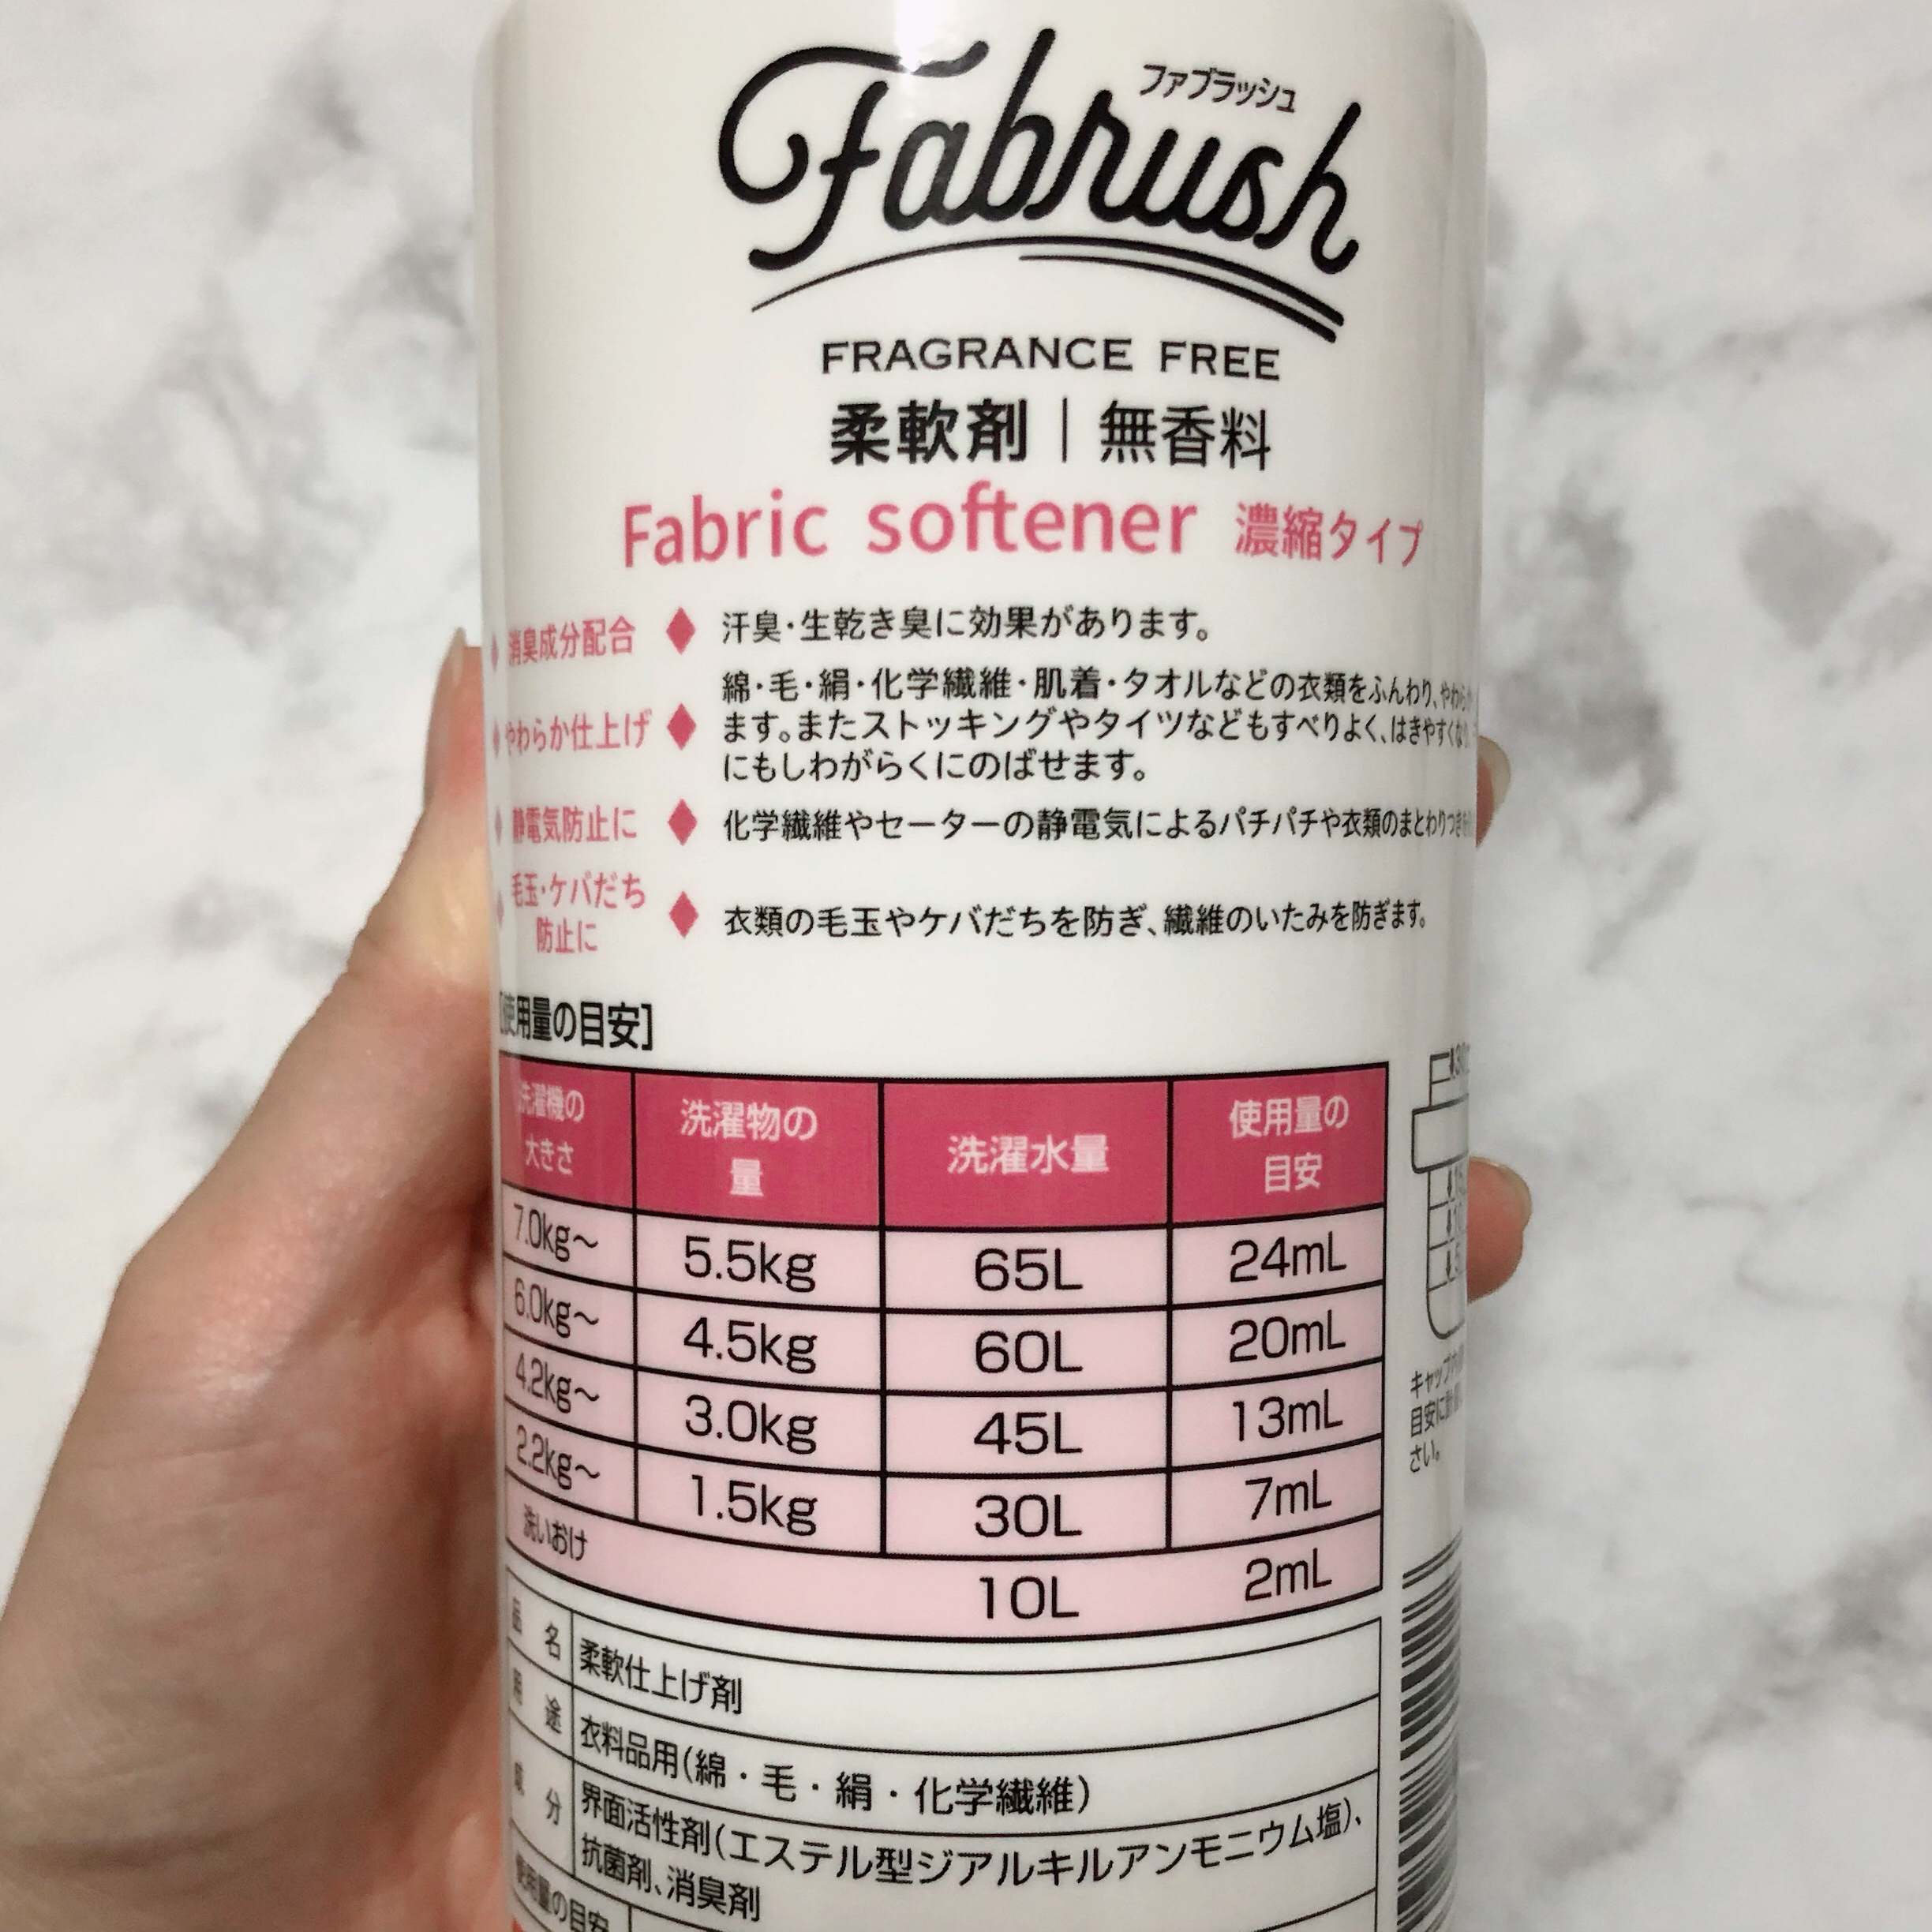 ファブラッシュ
Fabrush
FRAGRANCE FREE
柔軟剤｜無香料
Fabric softener 濃縮タイプ
消臭成分配合 ◆ 汗臭・生乾き臭に効果があります。
やわらか仕上げ ◆ 綿・毛・絹・化学繊維・肌着・タオルなどの衣類をふんわり、
ます。またストッキングやタイツなどもすべりよく、はきやすくなり
にもしわがらくにのばせます。
静電気防止に ◆ 化学繊維やセーターの静電気によるパチパチや衣類のまとわりつき
毛玉・ケバだち
防止に
◆ 衣類の毛玉やケバだちを防ぎ、繊維のいたみを防ぎます。
[使用量の目安]
洗濯機の
大きさ
洗濯物の
量
洗濯水量
使用量の
目安
7.0kg〜 5.5kg 65L 24mL
6.0kg〜 4.5kg 60L 20mL
4.2kg〜 3.0kg 45L 13mL
2.2kg〜 1.5kg 30L 7mL
洗いおけ 10L 2mL
目安に
さい。
品名 柔軟仕上げ剤
用途 衣料品用(綿・毛・絹・化学繊維)
成分 界面活性剤(エステル型ジアルキルアンモニウム塩)、
抗菌剤、消臭剤
使用量の目安